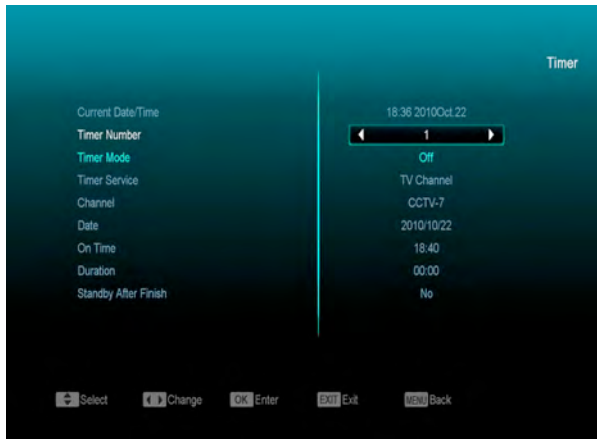 Timer
Current Date/Time 18:36 2010Oct.22
Timer Number 1
Timer Mode Off
Timer Service TV Channel
Channel CCTV-7
Date 2010/10/22
On Time 18:40
Duration 00:00
Standby After Finish No
Select Change OK Enter EXIT Exit MENU Back